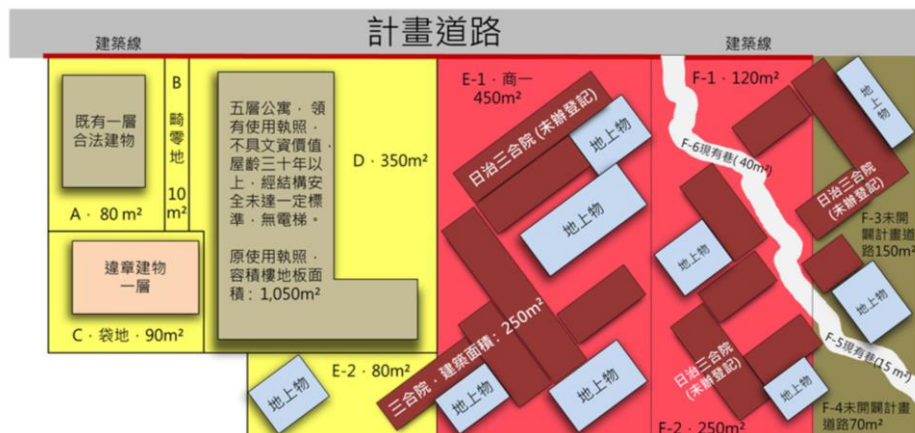 計畫道路
建築線
建築線
既有一層
合法建物
A．80 m²
B
畸
零
地
10
m²
五層公寓，領
有使用執照，
不具文資價值，
屋齡三十年以
上，經結構安
全未達一定標
準，無電梯。
原使用執照，
容積樓地板面
積：1,050m²
D．350m²
違章建物
一層
C．袋地．90m²
E-1．商一
450m²
日治三合院 (未辦登記)
地上物
地上物
三合院．建築面積：250m²
地上物
地上物
E-2．80m²
地上物
F-1．120m²
地上物
F-6現有巷( 40m²)
日治三合院
(未辦登記)
F-3未開
闢計畫道
路150m²
地上物
地上物
F-5現有巷(15 m²)
日治三合院
(未辦登記)
地上物
F-2．250m²
F-4未開闢計畫
道路70m²